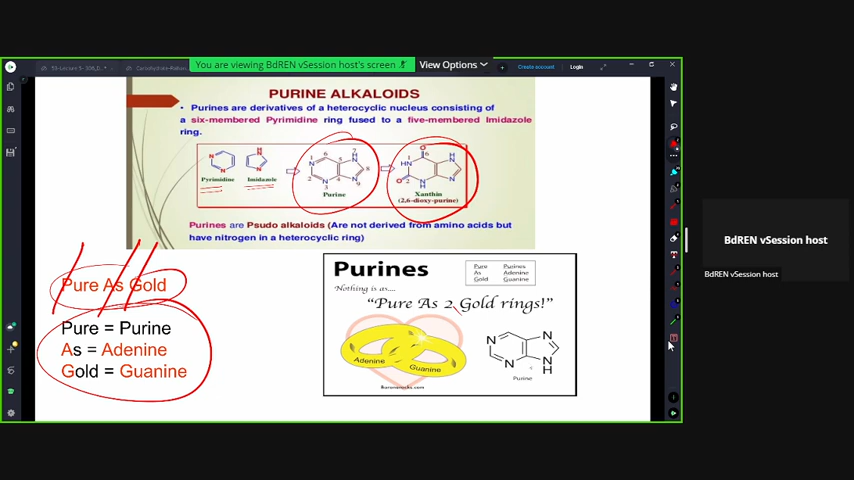 You are viewing BdREN vSession host's screen
View Options
Create account
Login
PURINE ALKALOIDS
• Purines are derivatives of a heterocyclic nucleus consisting of
a six-membered Pyrimidine ring fused to a five-membered Imidazole
ring.
Pyrimidine
Imidazole
Purine
Xanthin
(2,6-dioxy-purine)
Purines are Psudo alkaloids (Are not derived from amino acids but
have nitrogen in a heterocyclic ring)
Pure As Gold
Pure = Purine
As = Adenine
Gold = Guanine
Purines
Pure Purines
As Adenine
Gold Guanine
Nothing is as....
"Pure As 2 Gold rings!"
Adenine
Guanine
N
N
N
N
H
Purine
BdREN vSession host
BdREN vSession host